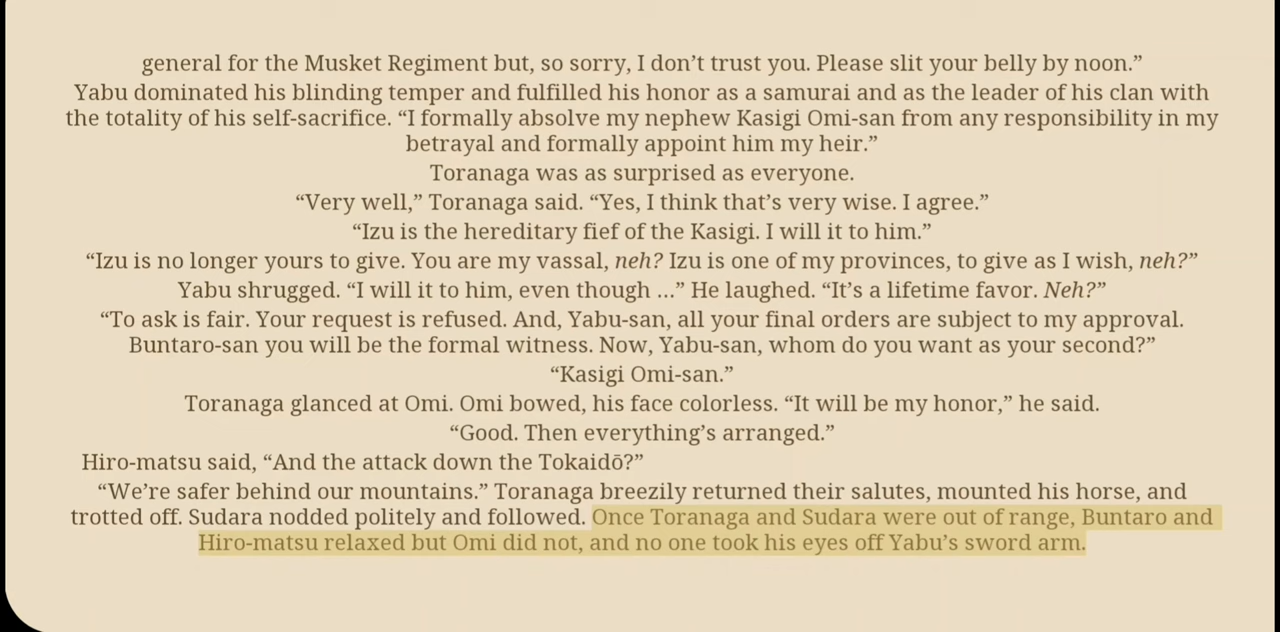 general for the Musket Regiment but, so sorry, I don’t trust you. Please slit your belly by noon.”
Yabu dominated his blinding temper and fulfilled his honor as a samurai and as the leader of his clan with
the totality of his self-sacrifice. “I formally absolve my nephew Kasigi Omi-san from any responsibility in my
betrayal and formally appoint him my heir.”
Toranaga was as surprised as everyone.
“Very well,” Toranaga said. “Yes, I think that’s very wise. I agree.”
“Izu is the hereditary fief of the Kasigi. I will it to him.”
“Izu is no longer yours to give. You are my vassal, neh? Izu is one of my provinces, to give as I wish, neh?”
Yabu shrugged. “I will it to him, even though ...” He laughed. “It’s a lifetime favor. Neh?”
“To ask is fair. Your request is refused. And, Yabu-san, all your final orders are subject to my approval.
Buntaro-san you will be the formal witness. Now, Yabu-san, whom do you want as your second?”
“Kasigi Omi-san.”
Toranaga glanced at Omi. Omi bowed, his face colorless. “It will be my honor,” he said.
“Good. Then everything’s arranged.”
Hiro-matsu said, “And the attack down the Tokaidō?”
“We’re safer behind our mountains.” Toranaga breezily returned their salutes, mounted his horse, and
trotted off. Sudara nodded politely and followed. Once Toranaga and Sudara were out of range, Buntaro and
Hiro-matsu relaxed but Omi did not, and no one took his eyes off Yabu’s sword arm.